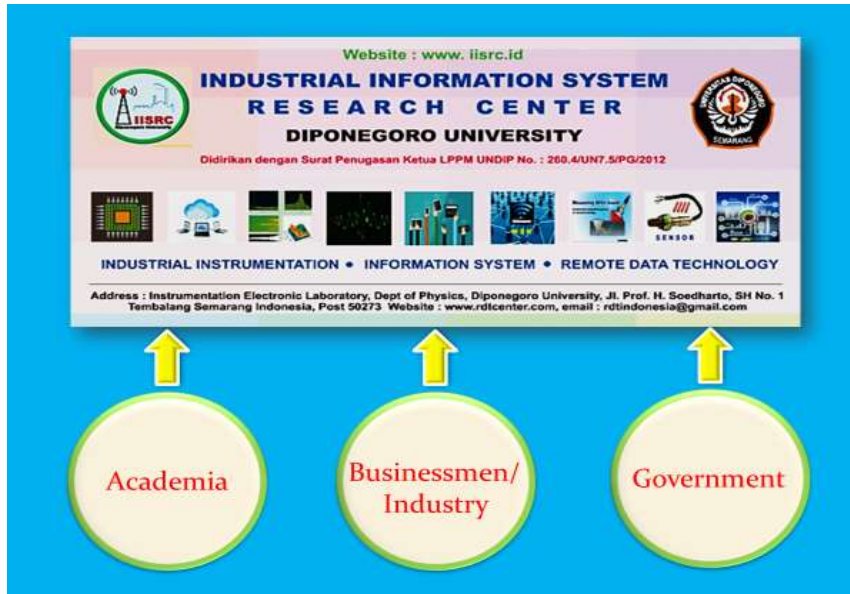 Website : www. iisrc.id
INDUSTRIAL INFORMATION SYSTEM
RESEARCH CENTER
DIPONEGORO UNIVERSITY
Didirikan dengan Surat Penugasan Ketua LPPM UNDIP No. : 260.4/UN7.5/PG/2012
IISRC
UNIVERSITAS DIPONEGORO
SEMARANG
SENSOR
INDUSTRIAL INSTRUMENTATION • INFORMATION SYSTEM • REMOTE DATA TECHNOLOGY
Address : Instrumentation Electronic Laboratory, Dept of Physics, Diponegoro University, Jl. Prof. H. Soedharto, SH No. 1
Tembalang Semarang Indonesia, Post 50273 Website : www.rdtcenter.com, email : rdtindonesia@gmail.com
Academia
Businessmen/
Industry
Government